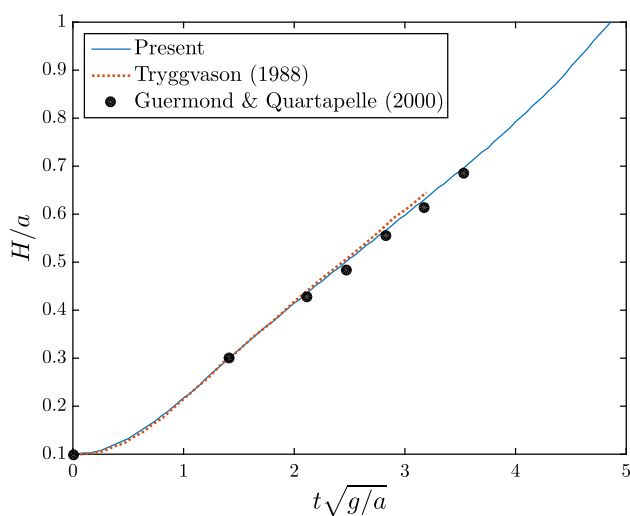 1
0.9
0.8
0.7
0.6
0.5
0.4
0.3
0.2
0.1
H/a
Present
Tryggvason (1988)
Guermond & Quartapelle (2000)
0 1 2 3 4 5
t√g/a